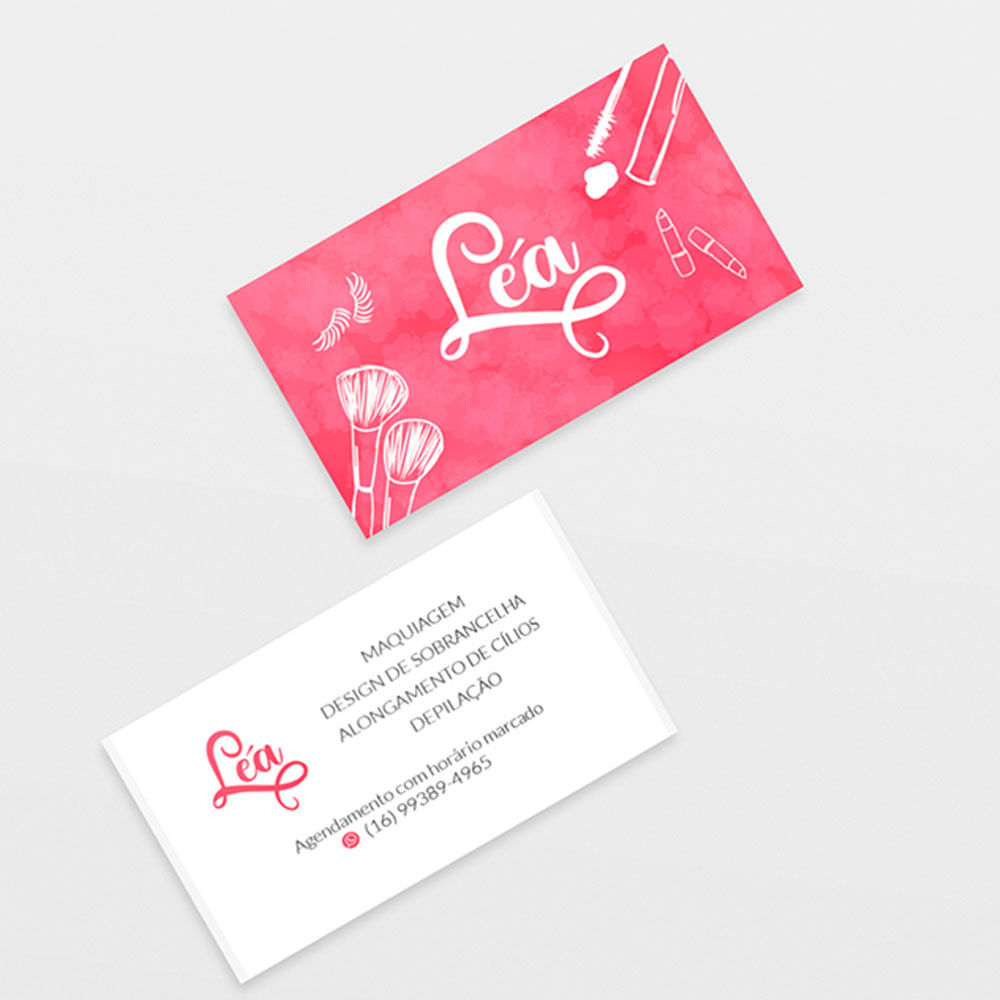 Léa
MAQUIAGEM
DESIGN DE SOBRANCELHA
ALONGAMENTO DE CÍLIOS
DEPILAÇÃO
Léa
Agendamento com horário marcado
(16) 99389-4965